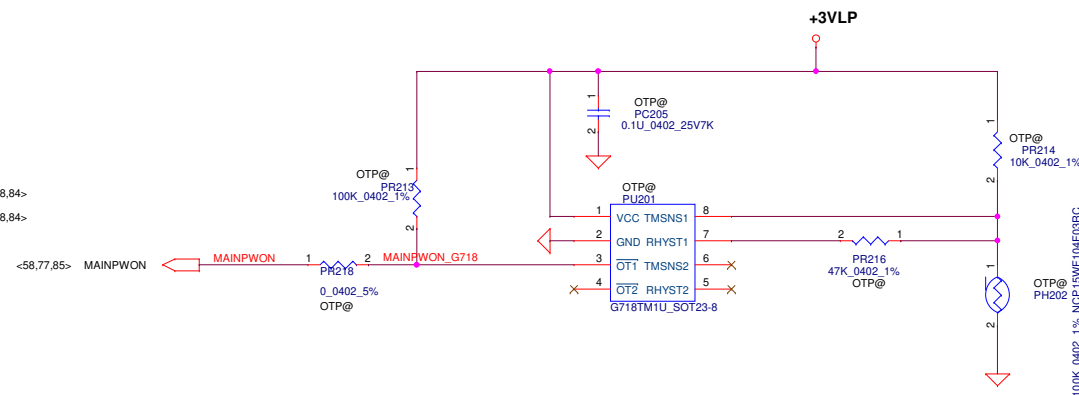 +3VLP
1
OTP@
PC205
0.1U_0402_25V7K
2
1
OTP@
PR214
10K_0402_1%
2
OTP@
PR213
100K_0402_1%
1
2
8,84>
8,84>
OTP@
PU201
1 VCC TMSNS1 8
2 GND RHYST1 7
3 OT1 TMSNS2 6
4 OT2 RHYST2 5
G718TM1U_SOT23-8
<58,77,85> MAINPWON
MAINPWON
1 2
PR218
0_0402_5%
OTP@
MAINPWON_G718
2 1
PR216
47K_0402_1%
OTP@
1
OTP@
PH202
2
100K_0402_1%_NCP15WF104F03RC